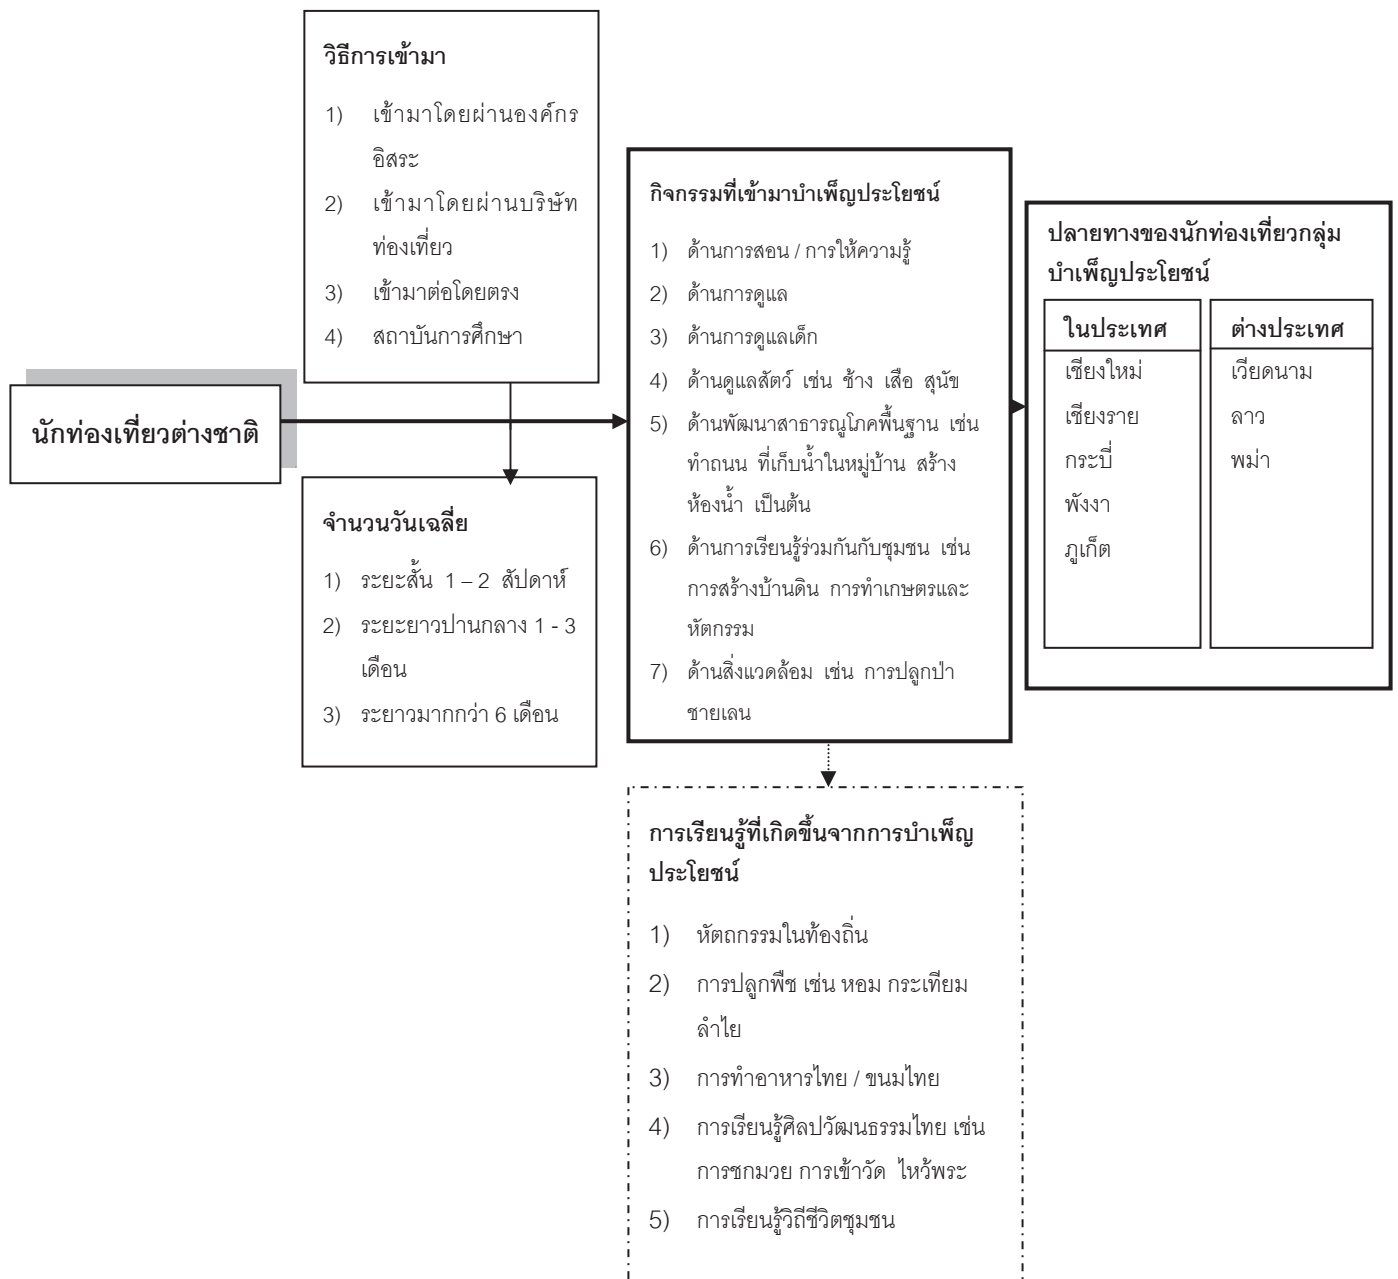 วิธีการเข้ามา
1) เข้ามาโดยผ่านองค์กร
อิสระ
2) เข้ามาโดยผ่านบริษัท
ท่องเที่ยว
3) เข้ามาต่อโดยตรง
4) สถาบันการศึกษา
นักท่องเที่ยวต่างชาติ
จำนวนวันเฉลี่ย
1) ระยะสั้น 1 – 2 สัปดาห์
2) ระยะยาวปานกลาง 1 - 3
เดือน
3) ระยาวมากกว่า 6 เดือน
กิจกรรมที่เข้ามาบำเพ็ญประโยชน์
1) ด้านการสอน / การให้ความรู้
2) ด้านการดูแล
3) ด้านการดูแลเด็ก
4) ด้านดูแลสัตว์ เช่น ช้าง เสือ สุนัข
5) ด้านพัฒนาสาธารณูโภคพื้นฐาน เช่น
ทำถนน ที่เก็บน้ำในหมู่บ้าน สร้าง
ห้องน้ำ เป็นต้น
6) ด้านการเรียนรู้ร่วมกันกับชุมชน เช่น
การสร้างบ้านดิน การทำเกษตรและ
หัตกรรม
7) ด้านสิ่งแวดล้อม เช่น การปลูกป่า
ชายเลน
ปลายทางของนักท่องเที่ยวกลุ่ม
บำเพ็ญประโยชน์
ในประเทศ
เชียงใหม่
เชียงราย
กระบี่
พังงา
ภูเก็ต
ต่างประเทศ
เวียดนาม
ลาว
พม่า
การเรียนรู้ที่เกิดขึ้นจากการบำเพ็ญ
ประโยชน์
1) หัตถกรรมในท้องถิ่น
2) การปลูกพืช เช่น หอม กระเทียม
ลำไย
3) การทำอาหารไทย / ขนมไทย
4) การเรียนรู้ศิลปวัฒนธรรมไทย เช่น
การชกมวย การเข้าวัด ไหว้พระ
5) การเรียนรู้วิถีชีวิตชุมชน